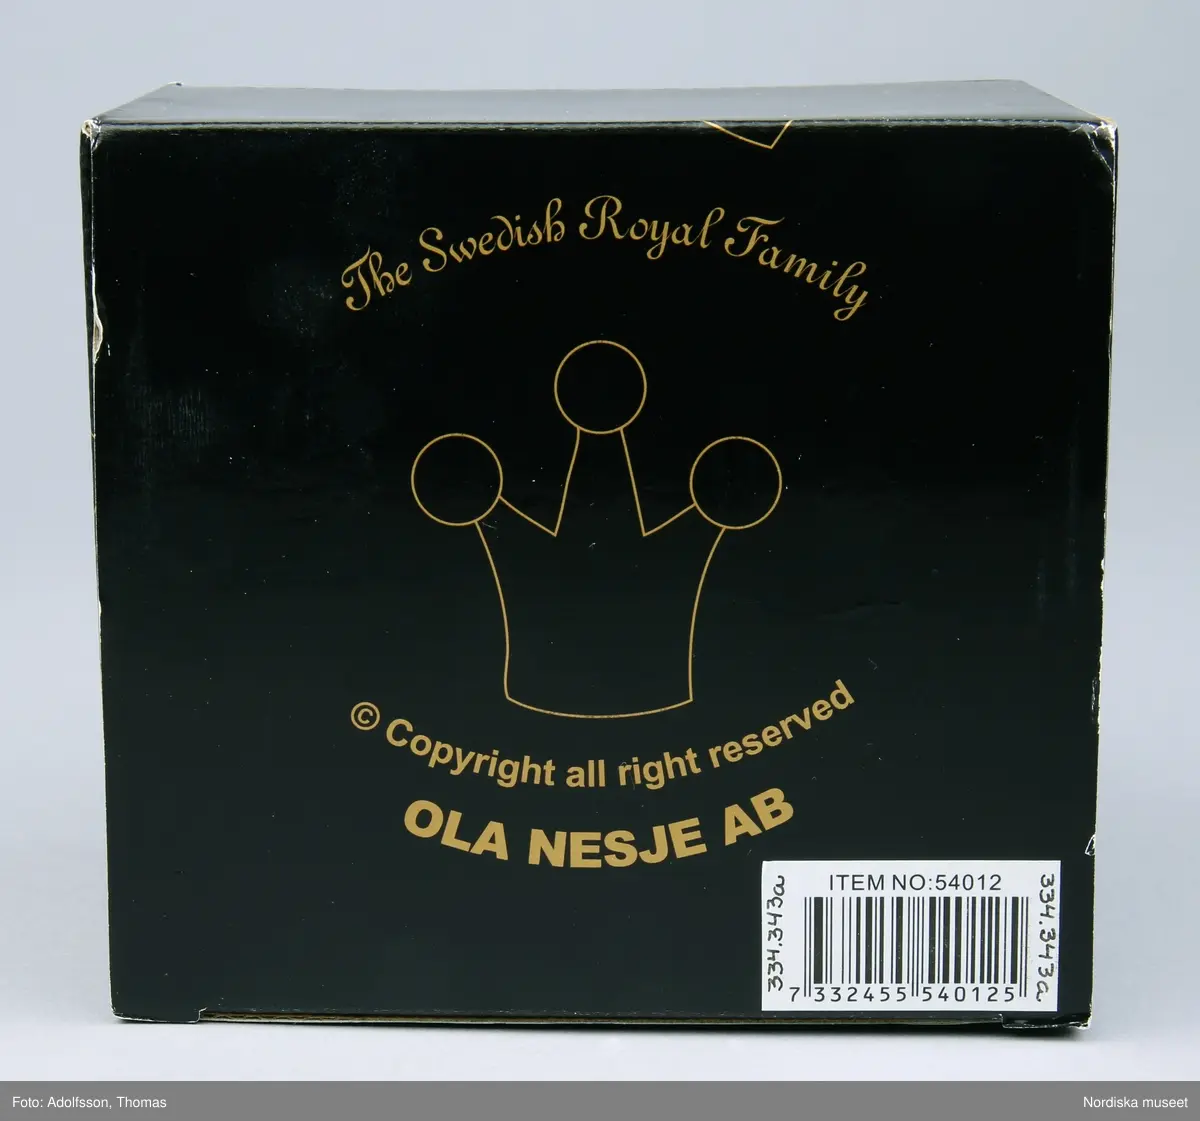 The Swedish Royal Family
© Copyright all right reserved
OLA NESJE AB
ITEM NO:54012
334.343a
334.343a
7 332455 540125
Foto: Adolfsson, Thomas
Nordiska museet